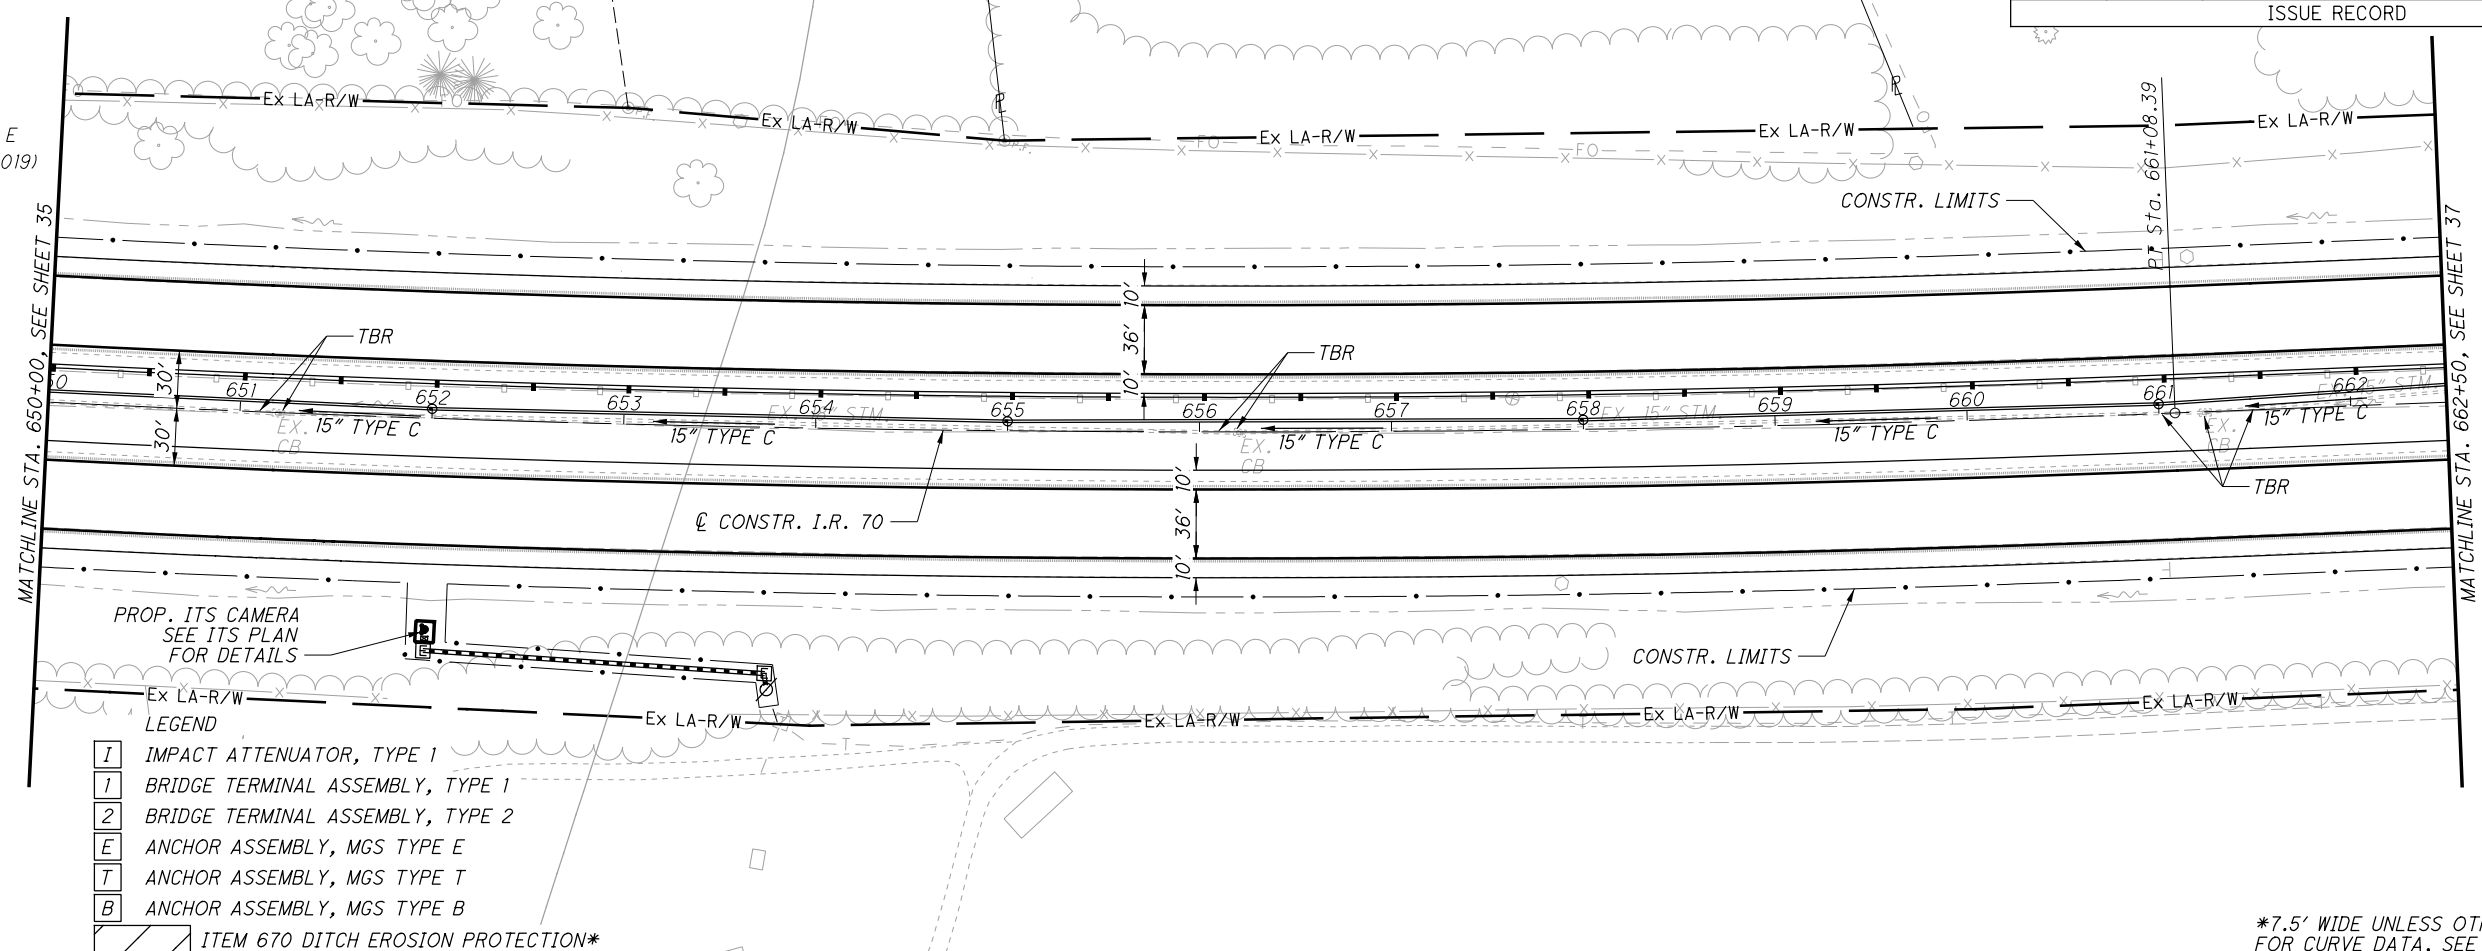 ISSUE RECORD
E
019)
Ex LA-R/W
Ex LA-R/W
Ex LA-R/W
Ex LA-R/W
Ex LA-R/W
P.F.
P.F.
FO
FO
PL
PL
PT Sta. 661+08.39
CONSTR. LIMITS
MATCHLINE STA. 650+00, SEE SHEET 35
MATCHLINE STA. 662+50, SEE SHEET 37
10'
36'
10'
TBR
TBR
30'
30'
651
652
653
654
655
656
657
658
659
660
661
662
EX. 15" STM
15" TYPE C
15" TYPE C
15" TYPE C
15" TYPE C
15" TYPE C
EX.
CB
EX.
CB
EX.
CB
TBR
10'
36'
10'
℄ CONSTR. I.R. 70
PROP. ITS CAMERA
SEE ITS PLAN
FOR DETAILS
E
E
CONSTR. LIMITS
Ex LA-R/W
Ex LA-R/W
Ex LA-R/W
Ex LA-R/W
Ex LA-R/W
LEGEND
I IMPACT ATTENUATOR, TYPE 1
1 BRIDGE TERMINAL ASSEMBLY, TYPE 1
2 BRIDGE TERMINAL ASSEMBLY, TYPE 2
E ANCHOR ASSEMBLY, MGS TYPE E
T ANCHOR ASSEMBLY, MGS TYPE T
B ANCHOR ASSEMBLY, MGS TYPE B
ITEM 670 DITCH EROSION PROTECTION*
*7.5' WIDE UNLESS OT
FOR CURVE DATA, SEE